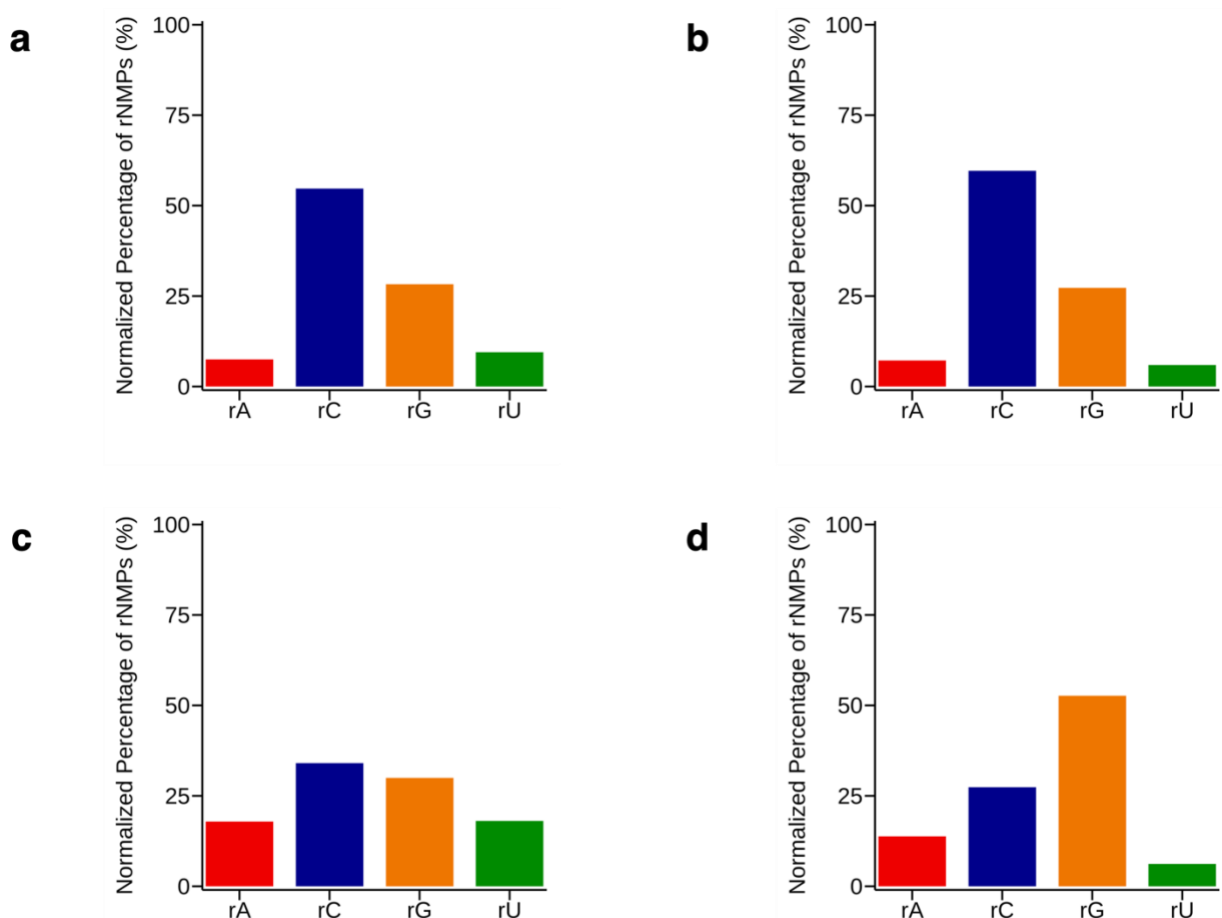 a
Normalized Percentage of rNMPs (%)
100
75
50
25
0
rA rC rG rU
b
Normalized Percentage of rNMPs (%)
100
75
50
25
0
rA rC rG rU
c
Normalized Percentage of rNMPs (%)
100
75
50
25
0
rA rC rG rU
d
Normalized Percentage of rNMPs (%)
100
75
50
25
0
rA rC rG rU